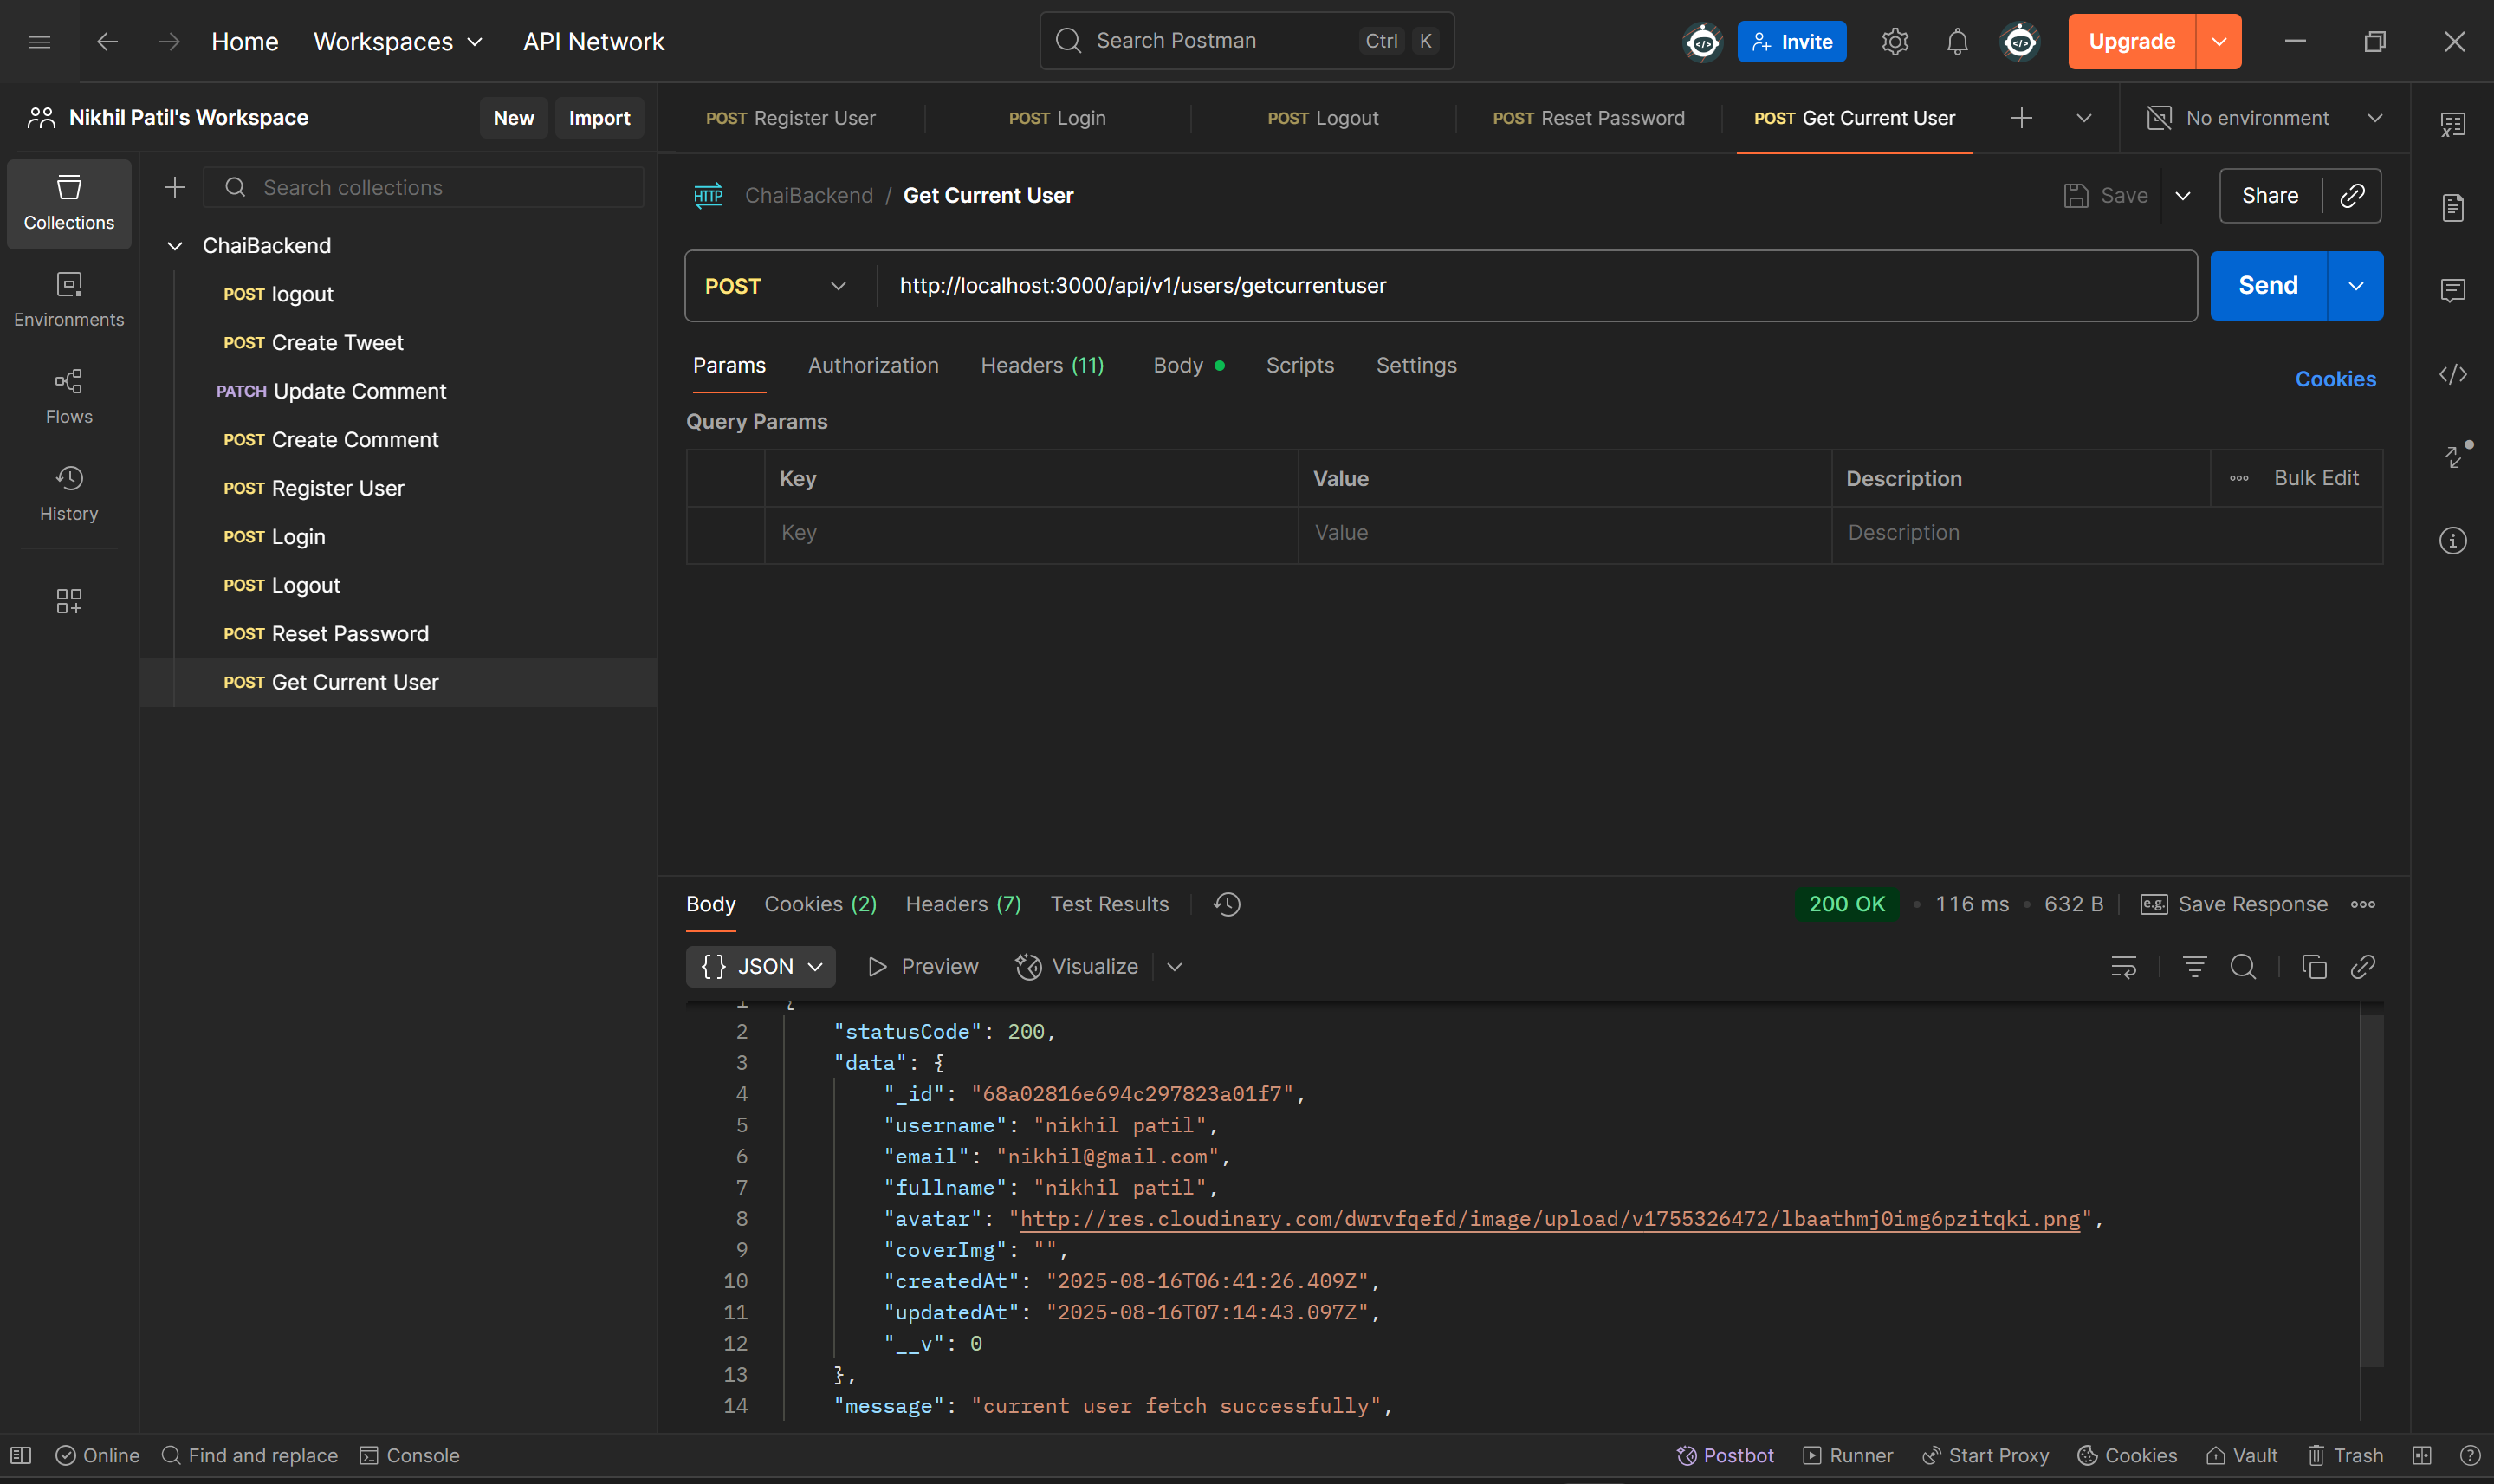 Home Workspaces API Network Search Postman Ctrl K Invite Upgrade
Nikhil Patil's Workspace New Import
POST Register User POST Login POST Logout POST Reset Password POST Get Current User No environment
Collections
Environments
Flows
History
Search collections
ChaiBackend
POST logout
POST Create Tweet
PATCH Update Comment
POST Create Comment
POST Register User
POST Login
POST Logout
POST Reset Password
POST Get Current User
HTTP ChaiBackend / Get Current User Save Share
POST http://localhost:3000/api/v1/users/getcurrentuser Send
Params Authorization Headers (11) Body Scripts Settings Cookies
Query Params
Key Value Description Bulk Edit
Key Value Description
Body Cookies (2) Headers (7) Test Results 200 OK 116 ms 632 B e.g. Save Response
{} JSON Preview Visualize
1 {
2 "statusCode": 200,
3 "data": {
4 "_id": "68a02816e694c297823a01f7",
5 "username": "nikhil patil",
6 "email": "nikhil@gmail.com",
7 "fullname": "nikhil patil",
8 "avatar": "http://res.cloudinary.com/dwrvfqefd/image/upload/v1755326472/lbaathmj0img6pzitqki.png",
9 "coverImg": "",
10 "createdAt": "2025-08-16T06:41:26.409Z",
11 "updatedAt": "2025-08-16T07:14:43.097Z",
12 "__v": 0
13 },
14 "message": "current user fetch successfully",
Online Find and replace Console Postbot Runner Start Proxy Cookies Vault Trash